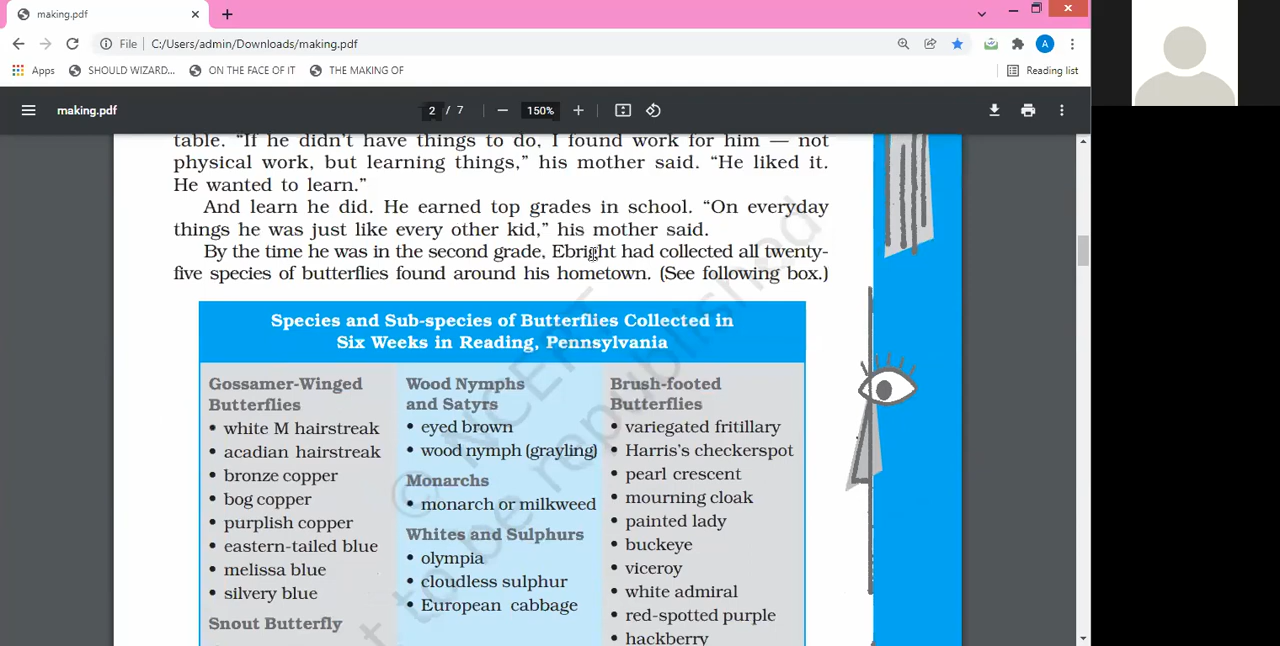 making.pdf
File
C:/Users/admin/Downloads/making.pdf
A
Apps
SHOULD WIZARD...
ON THE FACE OF IT
THE MAKING OF
Reading list
making.pdf
2 / 7
150%
table. “If he didn’t have things to do, I found work for him — not
physical work, but learning things,” his mother said. “He liked it.
He wanted to learn.”
And learn he did. He earned top grades in school. “On everyday
things he was just like every other kid,” his mother said.
By the time he was in the second grade, Ebright had collected all twenty-
five species of butterflies found around his hometown. (See following box.)
Species and Sub-species of Butterflies Collected in
Six Weeks in Reading, Pennsylvania
Gossamer-Winged
Butterflies
• white M hairstreak
• acadian hairstreak
• bronze copper
• bog copper
• purplish copper
• eastern-tailed blue
• melissa blue
• silvery blue
Snout Butterfly
Wood Nymphs
and Satyrs
• eyed brown
• wood nymph (grayling)
Monarchs
• monarch or milkweed
Whites and Sulphurs
• olympia
• cloudless sulphur
• European cabbage
Brush-footed
Butterflies
• variegated fritillary
• Harris’s checkerspot
• pearl crescent
• mourning cloak
• painted lady
• buckeye
• viceroy
• white admiral
• red-spotted purple
• hackberry
© NCERT
t to be republished